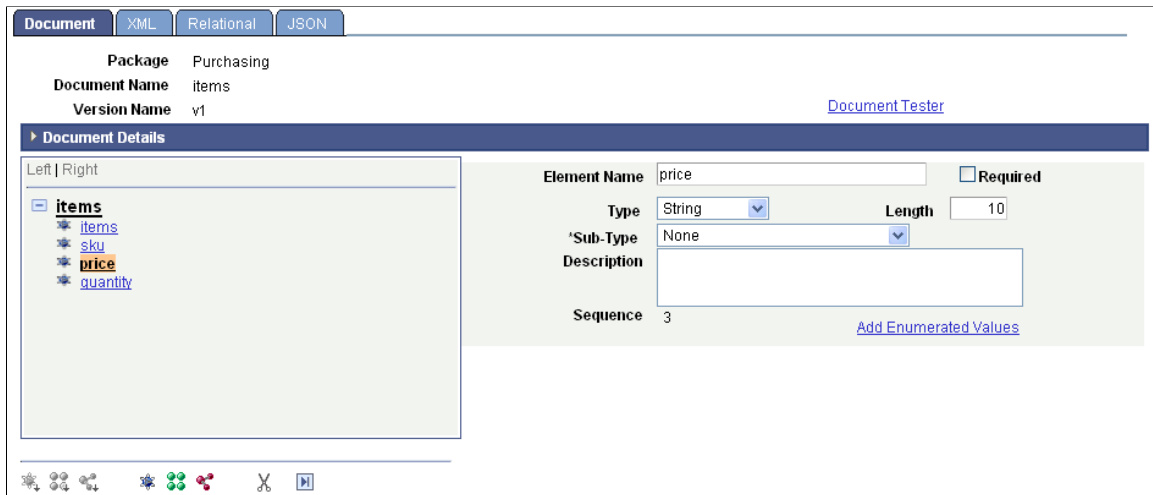 Document XML Relational JSON
Package Purchasing
Document Name items
Version Name v1
Document Tester
Document Details
Left | Right
items
items
sku
price
quantity
Element Name price Required
Type String Length 10
*Sub-Type None
Description
Sequence 3
Add Enumerated Values